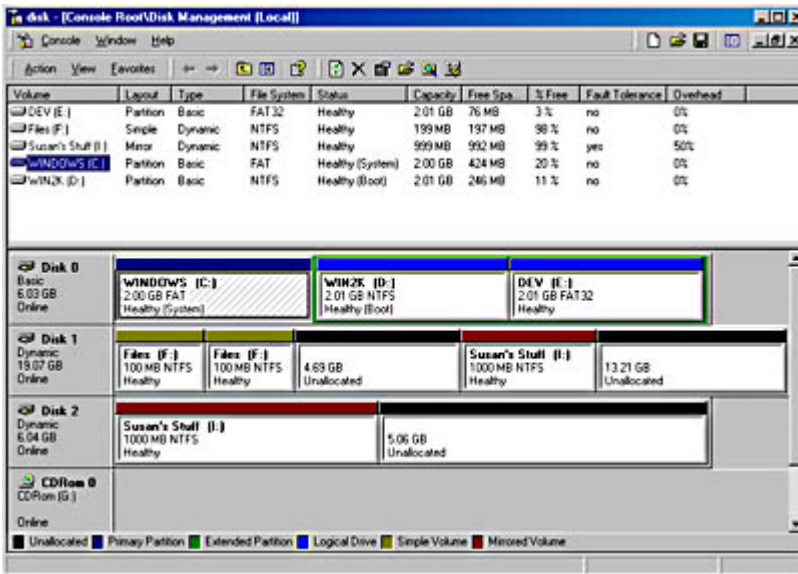 disk - [Console Root\Disk Management (Local)]
Console Window Help
Action View Favorites
Volume Layout Type File System Status Capacity Free Spa... % Free Fault Tolerance Overhead
DEV (E:) Partition Basic FAT32 Healthy 2.01 GB 76 MB 3 % no 0%
Files (F:) Simple Dynamic NTFS Healthy 199 MB 197 MB 98 % no 0%
Susan's Stuff (I:) Mirror Dynamic NTFS Healthy 999 MB 992 MB 99 % yes 50%
WINDOWS (C:) Partition Basic FAT Healthy (System) 2.00 GB 424 MB 20 % no 0%
WIN2K (D:) Partition Basic NTFS Healthy (Boot) 2.01 GB 246 MB 11 % no 0%
Disk 0
Basic
6.03 GB
Online
WINDOWS (C:)
2.00 GB FAT
Healthy (System)
WIN2K (D:)
2.01 GB NTFS
Healthy (Boot)
DEV (E:)
2.01 GB FAT32
Healthy
Disk 1
Dynamic
19.07 GB
Online
Files (F:)
100 MB NTFS
Healthy
Files (F:)
100 MB NTFS
Healthy
4.69 GB
Unallocated
Susan's Stuff (I:)
1000 MB NTFS
Healthy
13.21 GB
Unallocated
Disk 2
Dynamic
6.04 GB
Online
Susan's Stuff (I:)
1000 MB NTFS
Healthy
5.06 GB
Unallocated
CDRom 0
CDRom (G:)
Online
Unallocated Primary Partition Extended Partition Logical Drive Simple Volume Mirrored Volume